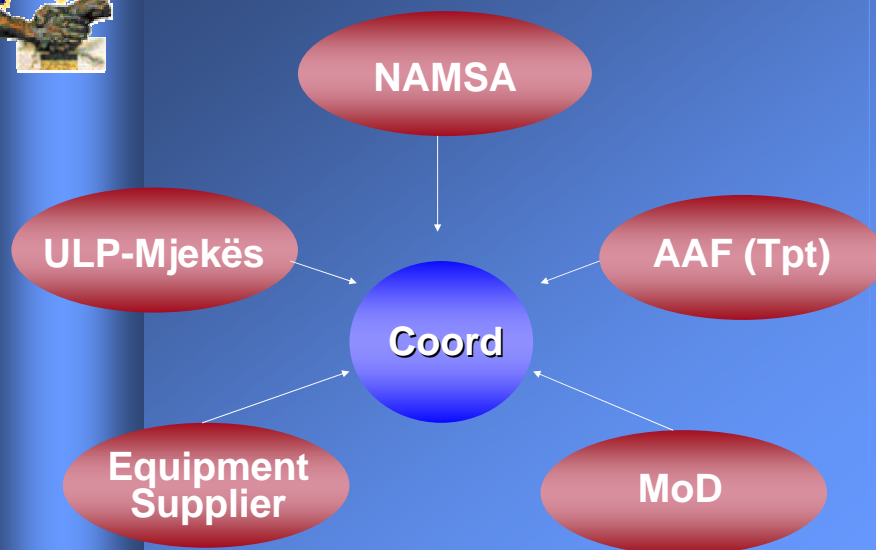 NAMSA
ULP-Mjekës
AAF (Tpt)
Coord
Equipment
Supplier
MoD